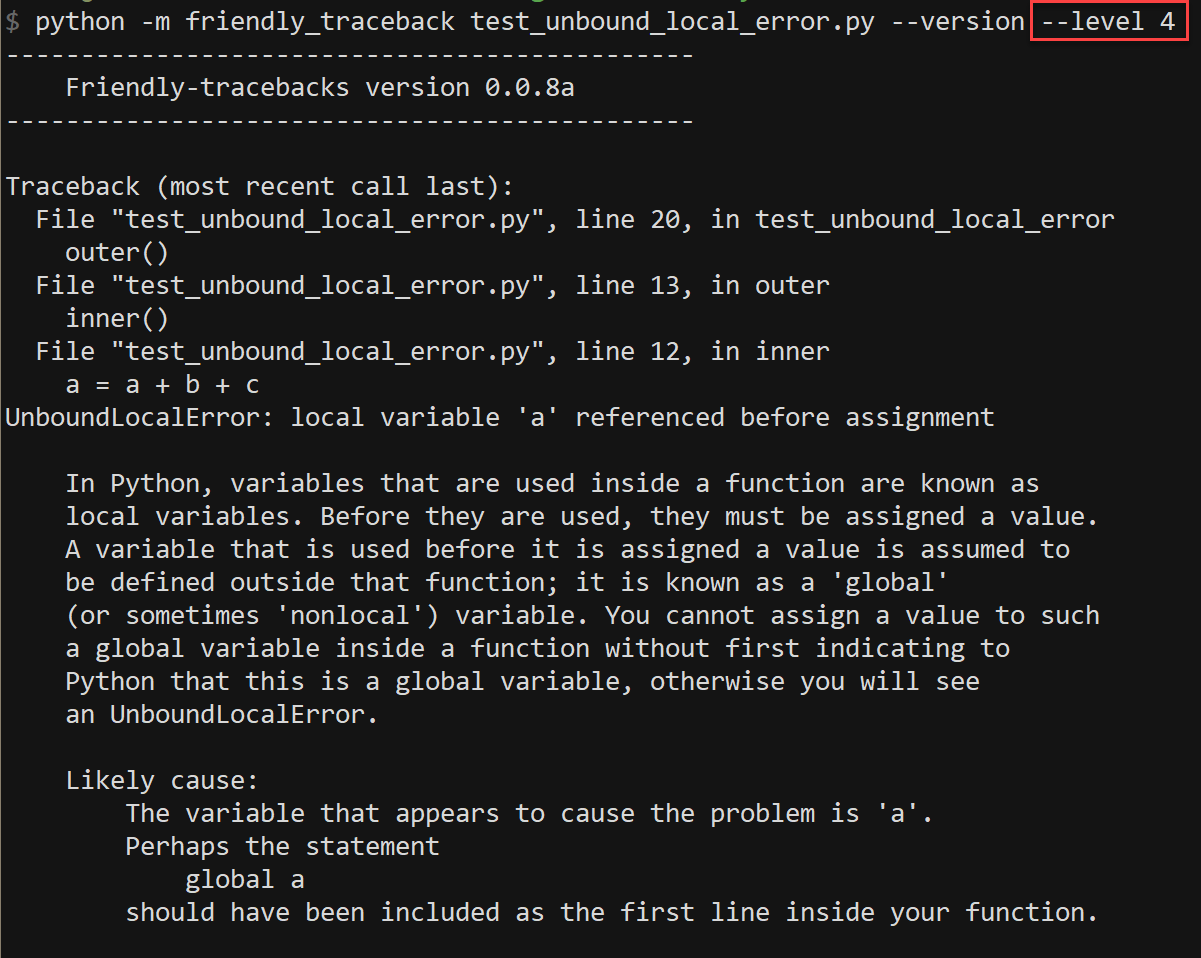 $ python -m friendly_traceback test_unbound_local_error.py --version --level 4
----------------------------------------------
    Friendly-tracebacks version 0.0.8a
----------------------------------------------

Traceback (most recent call last):
  File "test_unbound_local_error.py", line 20, in test_unbound_local_error
    outer()
  File "test_unbound_local_error.py", line 13, in outer
    inner()
  File "test_unbound_local_error.py", line 12, in inner
    a = a + b + c
UnboundLocalError: local variable 'a' referenced before assignment

    In Python, variables that are used inside a function are known as
    local variables. Before they are used, they must be assigned a value.
    A variable that is used before it is assigned a value is assumed to
    be defined outside that function; it is known as a 'global'
    (or sometimes 'nonlocal') variable. You cannot assign a value to such
    a global variable inside a function without first indicating to
    Python that this is a global variable, otherwise you will see
    an UnboundLocalError.

    Likely cause:
        The variable that appears to cause the problem is 'a'.
        Perhaps the statement
            global a
        should have been included as the first line inside your function.